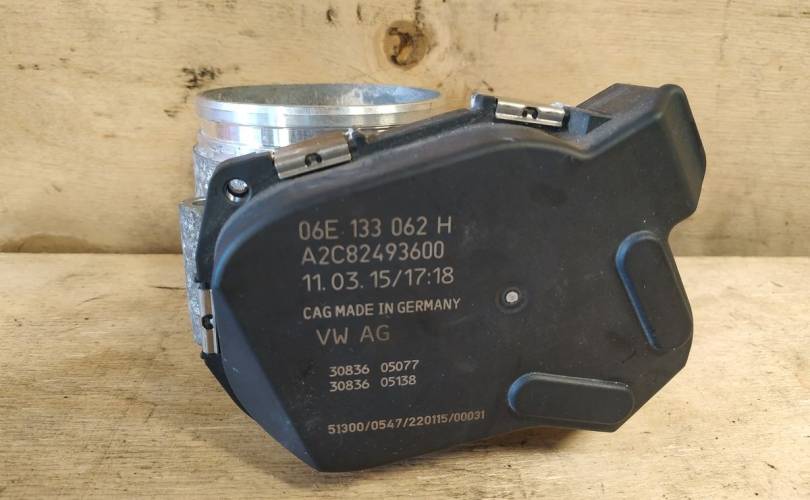 06E 133 062 H
A2C82493600
11.03.15/17:18
CAG MADE IN GERMANY
VW AG
30836 05077
30836 05138
51300/0547/220115/00031